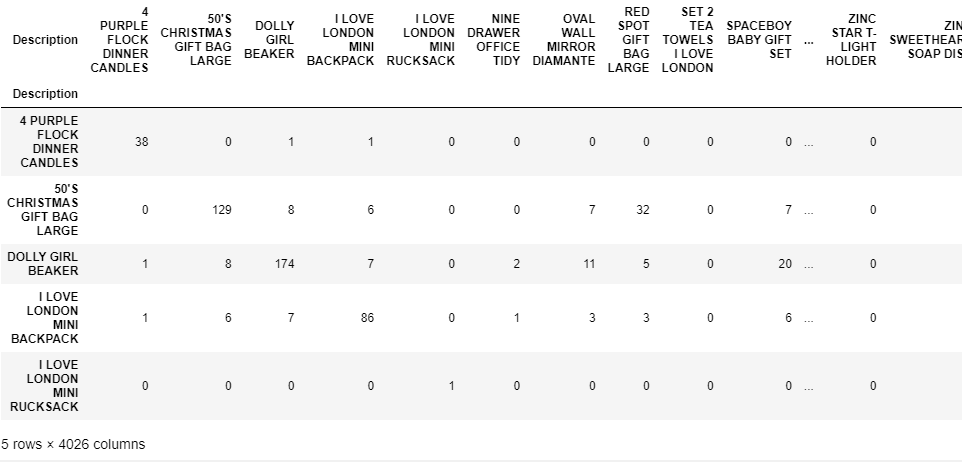 Description 4 PURPLE FLOCK DINNER CANDLES 50'S CHRISTMAS GIFT BAG LARGE DOLLY GIRL BEAKER I LOVE LONDON MINI BACKPACK I LOVE LONDON MINI RUCKSACK NINE DRAWER OFFICE TIDY OVAL WALL MIRROR DIAMANTE RED SPOT GIFT BAG LARGE SET 2 TEA TOWELS I LOVE LONDON SPACEBOY BABY GIFT SET ... ZINC STAR T-LIGHT HOLDER ZIN SWEETHEAR SOAP DIS
Description
4 PURPLE FLOCK DINNER CANDLES 38 0 1 1 0 0 0 0 0 0 ... 0
50'S CHRISTMAS GIFT BAG LARGE 0 129 8 6 0 0 7 32 0 7 ... 0
DOLLY GIRL BEAKER 1 8 174 7 0 2 11 5 0 20 ... 0
I LOVE LONDON MINI BACKPACK 1 6 7 86 0 1 3 3 0 6 ... 0
I LOVE LONDON MINI RUCKSACK 0 0 0 0 1 0 0 0 0 0 ... 0
5 rows × 4026 columns